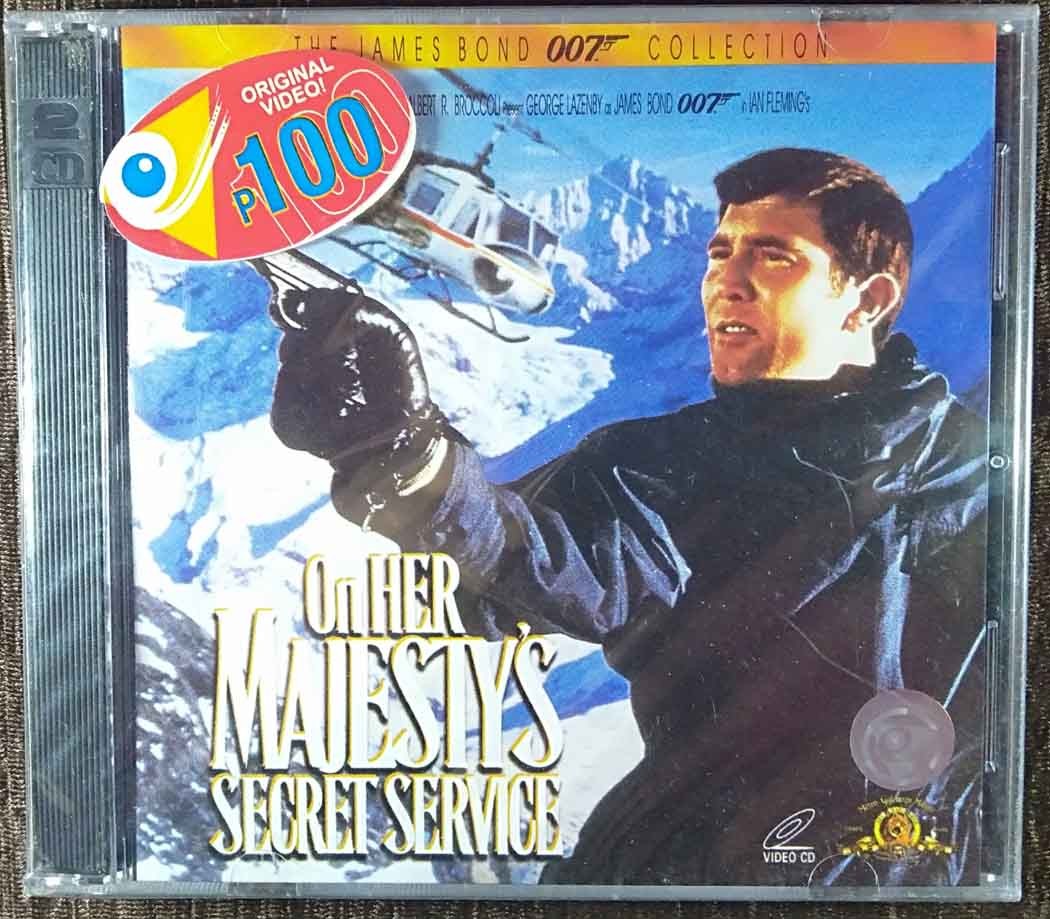 THE JAMES BOND 007 COLLECTION
ORIGINAL
VIDEO!
P100
ALBERT R. BROCCOLI Present GEORGE LAZENBY as JAMES BOND 007 in IAN FLEMING's
2
CD
On HER
MAJESTY'S
SECRET SERVICE
VIDEO CD